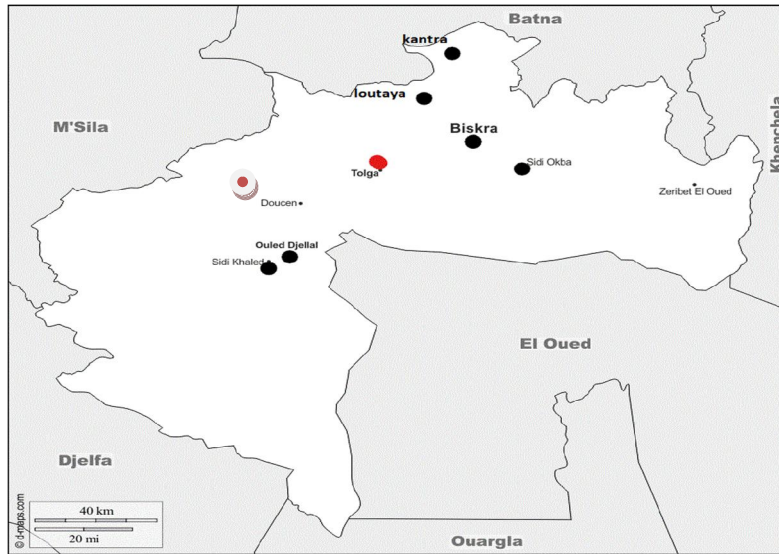 Batna
kantra
loutaya
M'Sila
Biskra
Khenchela
Sidi Okba
Tolga
Zeribet El Oued
Doucen
Ouled Djellal
Sidi Khaled
El Oued
Djelfa
40 km
20 mi
© d-maps.com
Ouargla